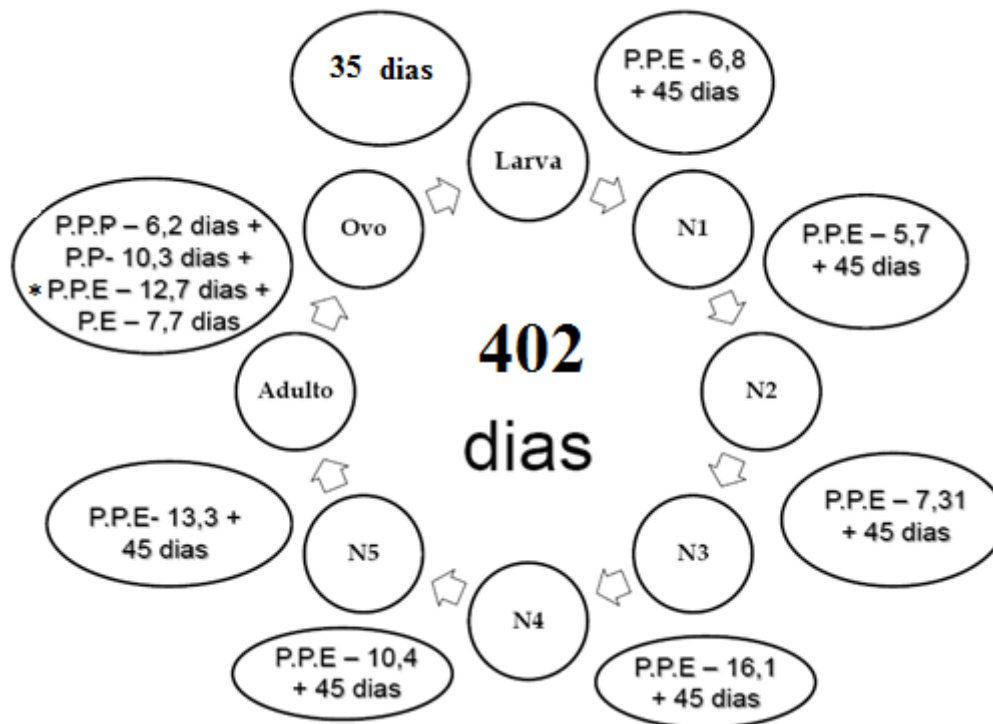 35 dias
P.P.E - 6,8
+ 45 dias
Larva
Ovo
N1
P.P.P – 6,2 dias +
P.P- 10,3 dias +
* P.P.E – 12,7 dias +
P.E – 7,7 dias
P.P.E – 5,7
+ 45 dias
402
dias
Adulto
N2
P.P.E- 13,3 +
45 dias
P.P.E – 7,31
+ 45 dias
N5
N3
N4
P.P.E – 10,4
+ 45 dias
P.P.E – 16,1
+ 45 dias